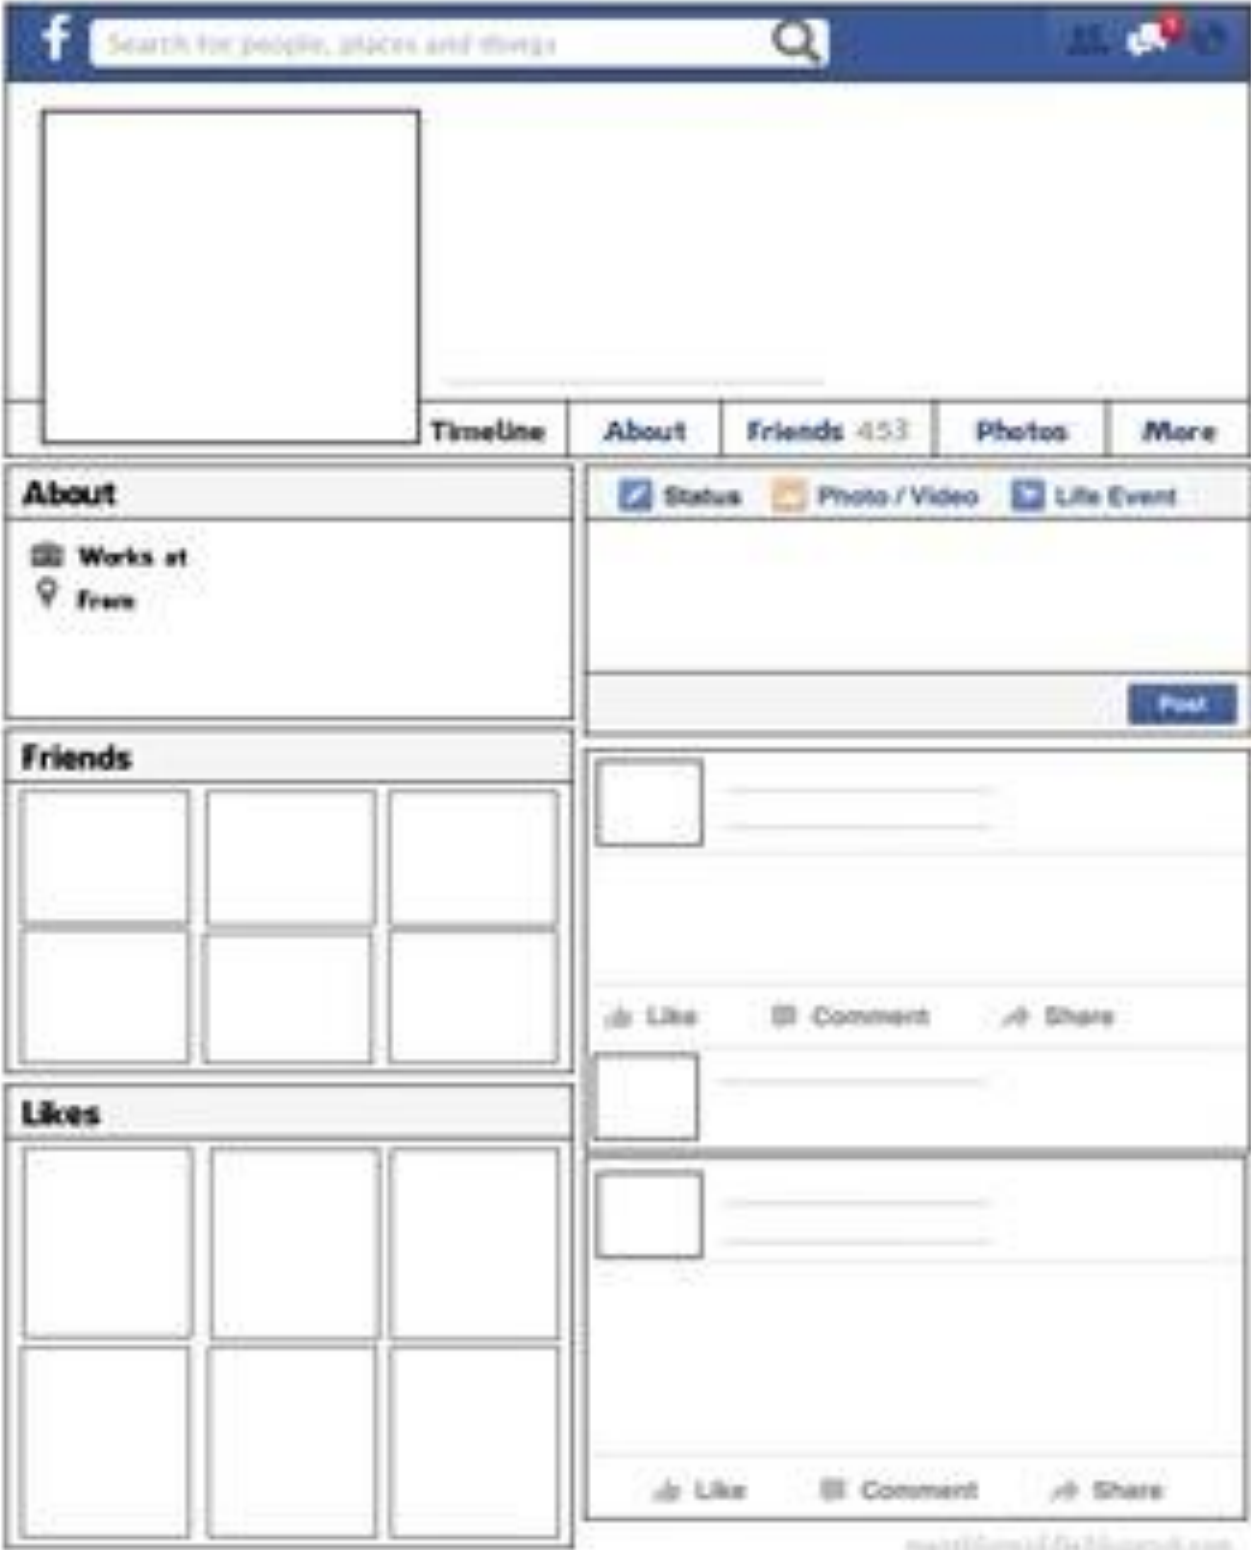 f Search for people, places and things
Timeline About Friends 453 Photos More
About
Works at
From
Friends
Likes
Status Photo / Video Life Event
Post
Like Comment Share
Like Comment Share